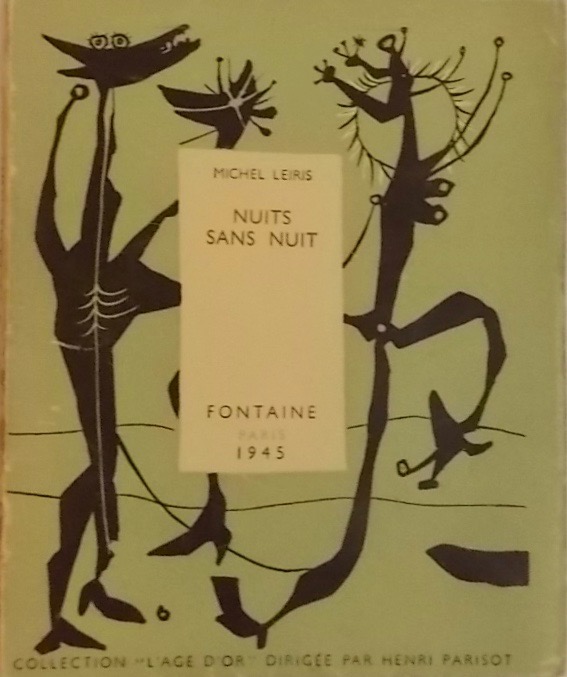 MICHEL LEIRIS
NUITS
SANS NUIT
FONTAINE
PARIS
1945
COLLECTION "L'AGE D'OR" DIRIGÉE PAR HENRI PARISOT